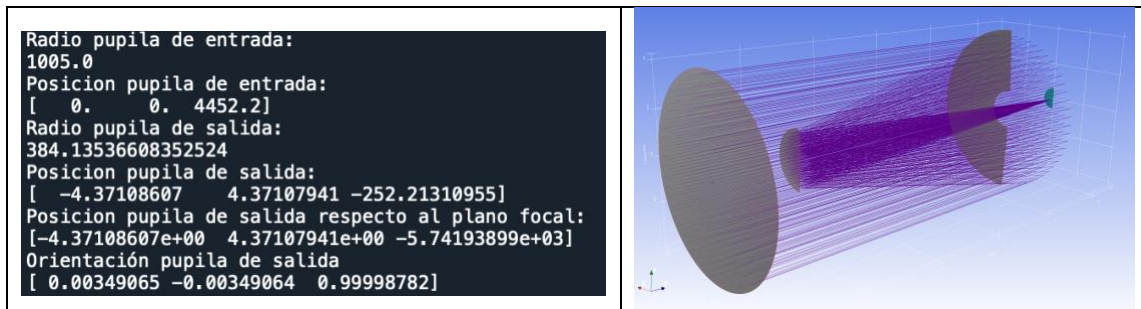 Radio pupila de entrada:
1005.0
Posicion pupila de entrada:
[   0.      0.  4452.2]
Radio pupila de salida:
384.13536608352524
Posicion pupila de salida:
[  -4.37108607    4.37107941 -252.21310955]
Posicion pupila de salida respecto al plano focal:
[-4.37108607e+00  4.37107941e+00 -5.74193899e+03]
Orientación pupila de salida
[ 0.00349065 -0.00349064  0.99998782]